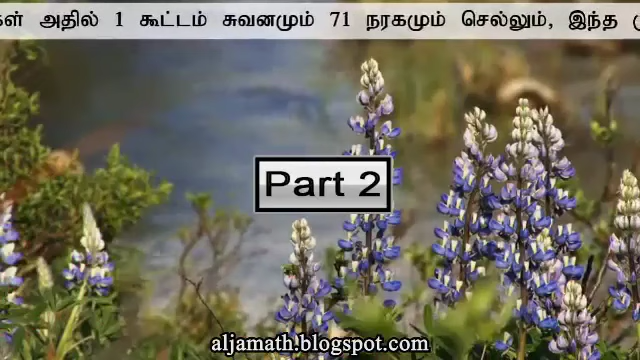 அதில் 1 கூட்டம் சுவனமும் 71 நரகமும் செல்லும், இந்த
Part 2
aljamath.blogspot.com